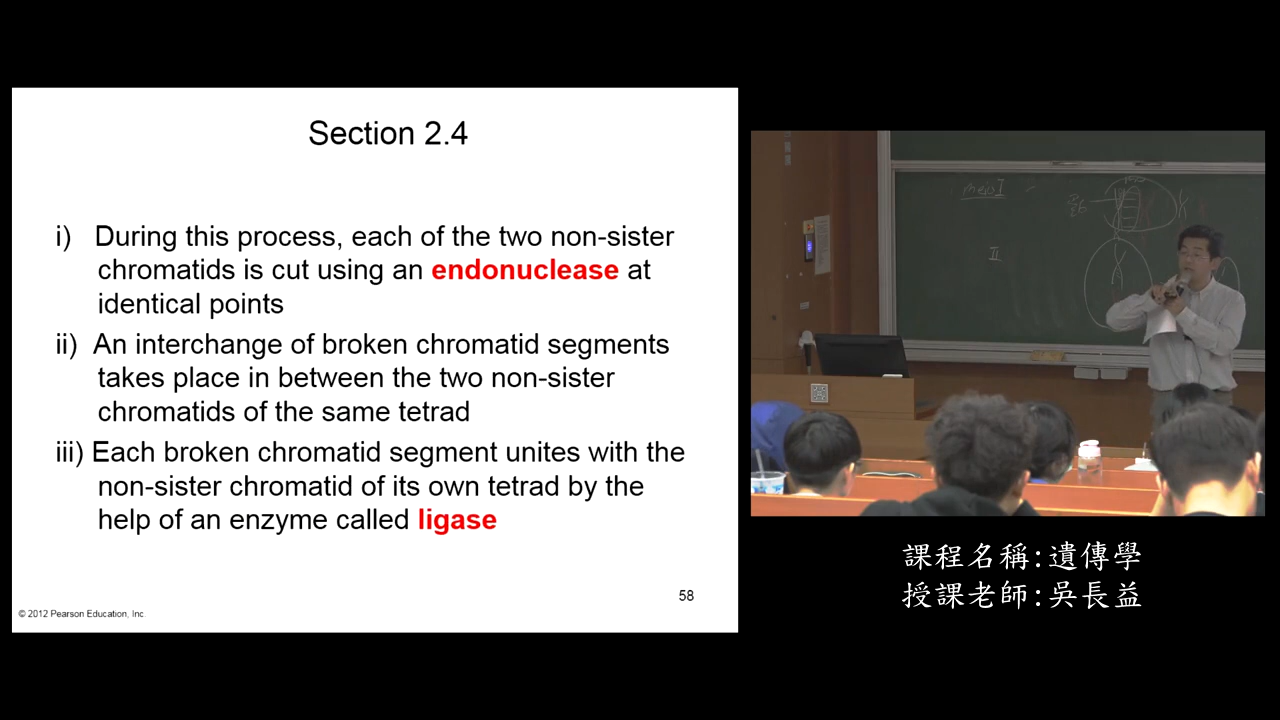 Section 2.4
i) During this process, each of the two non-sister
chromatids is cut using an endonuclease at
identical points
ii) An interchange of broken chromatid segments
takes place in between the two non-sister
chromatids of the same tetrad
iii) Each broken chromatid segment unites with the
non-sister chromatid of its own tetrad by the
help of an enzyme called ligase
58
© 2012 Pearson Education, Inc.
II
課程名稱:遺傳學
授課老師:吳長益